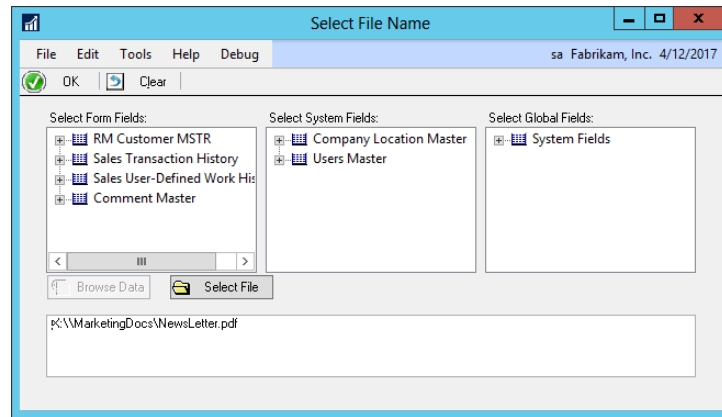 Select File Name
File Edit Tools Help Debug sa Fabrikam, Inc. 4/12/2017
OK Clear
Select Form Fields: Select System Fields: Select Global Fields:
RM Customer MSTR Company Location Master System Fields
Sales Transaction History Users Master
Sales User-Defined Work His
Comment Master
Browse Data Select File
:\\MarketingDocs\NewsLetter.pdf